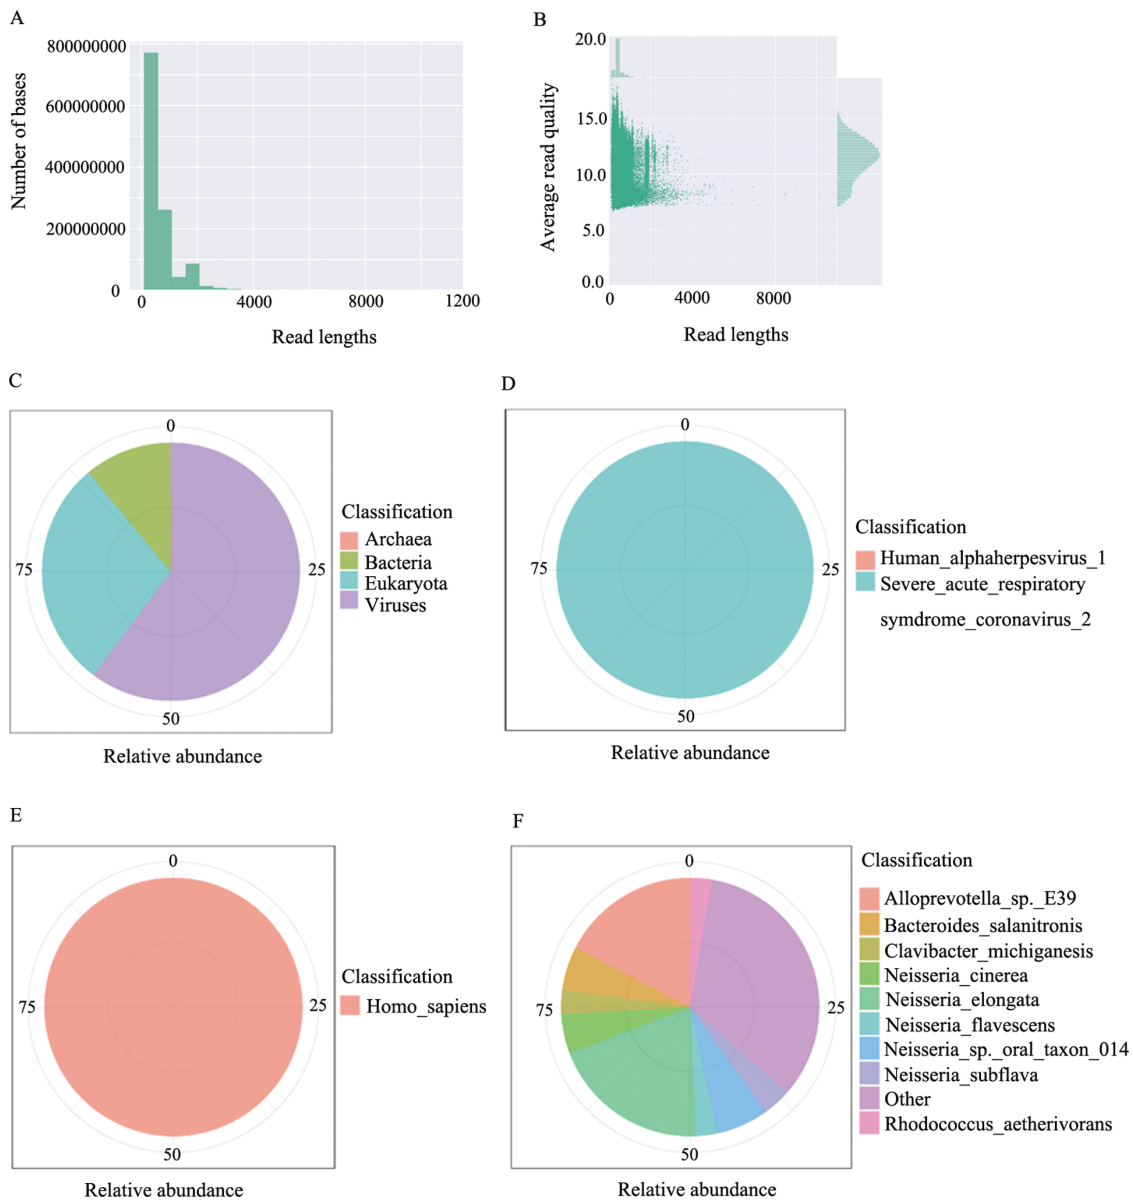 A
800000000
600000000
400000000
200000000
0
Number of bases
0 4000 8000 1200
Read lengths
B
20.0
15.0
10.0
5.0
0.0
Average read quality
0 4000 8000
Read lengths
C
0
25
50
75
Relative abundance
Classification
Archaea
Bacteria
Eukaryota
Viruses
D
0
25
50
75
Relative abundance
Classification
Human_alphaherpesvirus_1
Severe_acute_respiratory
symdrome_coronavirus_2
E
0
25
50
75
Relative abundance
Classification
Homo_sapiens
F
0
25
50
75
Relative abundance
Classification
Alloprevotella_sp._E39
Bacteroides_salanitronis
Clavibacter_michiganesis
Neisseria_cinerea
Neisseria_elongata
Neisseria_flavescens
Neisseria_sp._oral_taxon_014
Neisseria_subflava
Other
Rhodococcus_aetherivorans